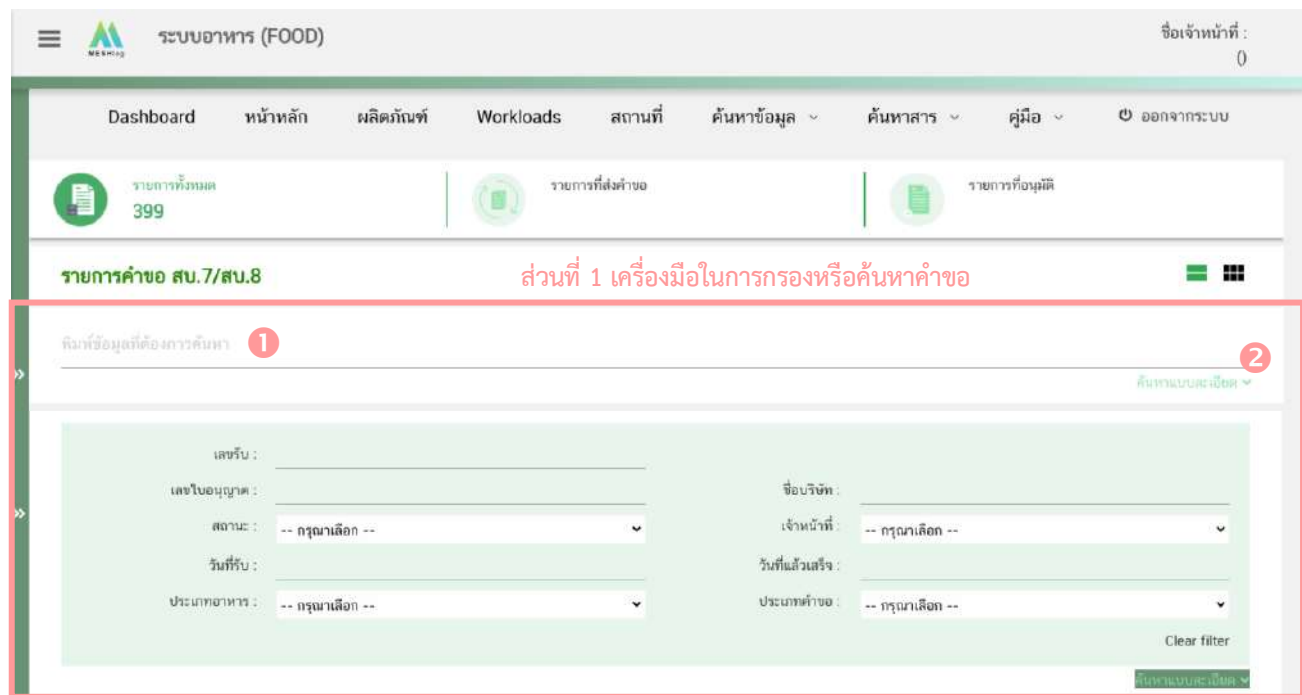 ระบบอาหาร (FOOD)
ชื่อเจ้าหน้าที่ :
()
MESHlog
Dashboard หน้าหลัก ผลิตภัณฑ์ Workloads สถานที่ ค้นหาข้อมูล ค้นหาสาร คู่มือ ออกจากระบบ
รายการทั้งหมด
399
รายการที่ส่งคำขอ
รายการที่อนุมัติ
รายการคำขอ สบ.7/สบ.8
ส่วนที่ 1 เครื่องมือในการกรองหรือค้นหาคำขอ
พิมพ์ข้อมูลที่ต้องการค้นหา 1
2
ค้นหาแบบละเอียด
เลขรับ :
เลขใบอนุญาต : ชื่อบริษัท :
สถานะ : -- กรุณาเลือก -- เจ้าหน้าที่ : -- กรุณาเลือก --
วันที่รับ : วันที่แล้วเสร็จ :
ประเภทอาหาร : -- กรุณาเลือก -- ประเภทคำขอ : -- กรุณาเลือก --
Clear filter
ค้นหาแบบละเอียด